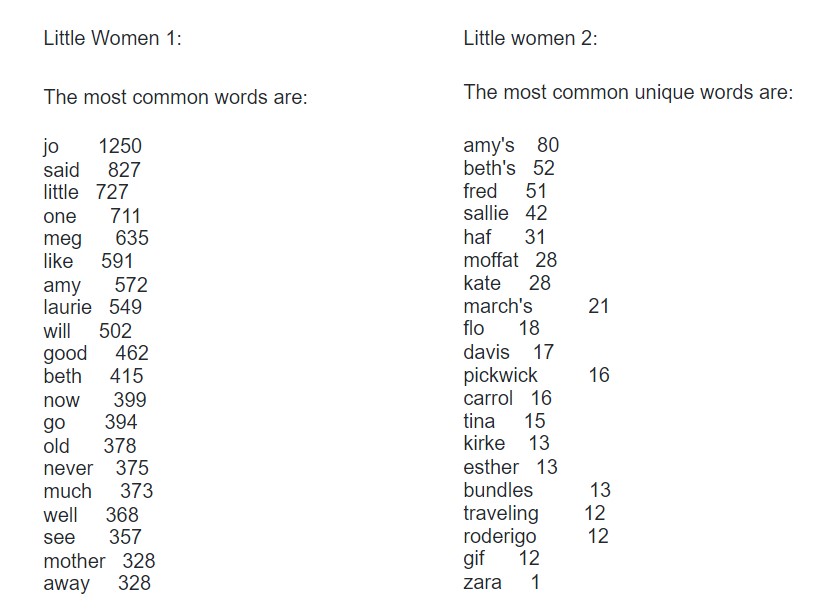 Little Women 1:
The most common words are:
jo 1250
said 827
little 727
one 711
meg 635
like 591
amy 572
laurie 549
will 502
good 462
beth 415
now 399
go 394
old 378
never 375
much 373
well 368
see 357
mother 328
away 328
Little women 2:
The most common unique words are:
amy's 80
beth's 52
fred 51
sallie 42
haf 31
moffat 28
kate 28
march's 21
flo 18
davis 17
pickwick 16
carrol 16
tina 15
kirke 13
esther 13
bundles 13
traveling 12
roderigo 12
gif 12
zara 1